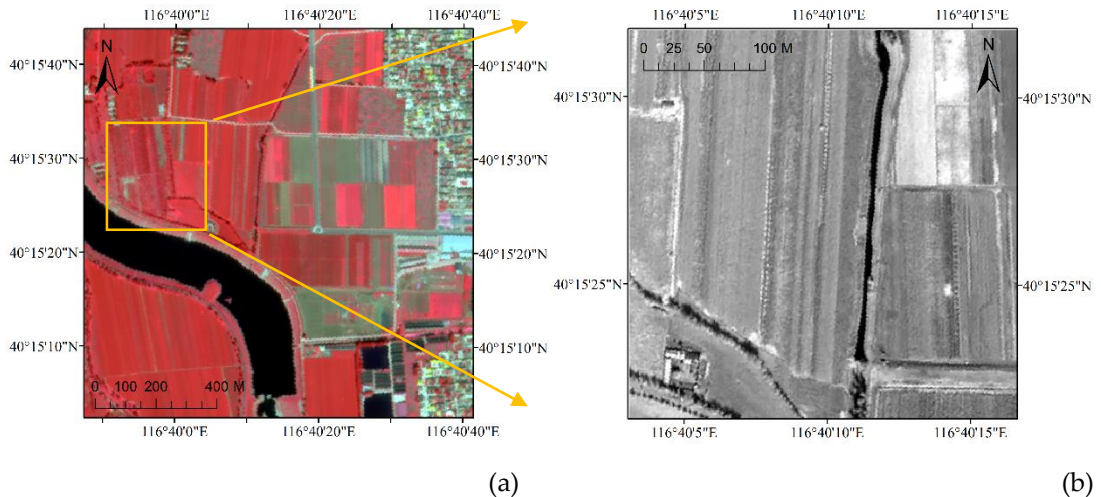 116°40′0″E 116°40′20″E 116°40′40″E
N
40°15′40″N 40°15′40″N
40°15′30″N 40°15′30″N
40°15′20″N 40°15′20″N
40°15′10″N 40°15′10″N
0 100 200 400 M
116°40′0″E 116°40′20″E 116°40′40″E
(a)
116°40′5″E 116°40′10″E 116°40′15″E
0 25 50 100 M
N
40°15′30″N 40°15′30″N
40°15′25″N 40°15′25″N
116°40′5″E 116°40′10″E 116°40′15″E
(b)